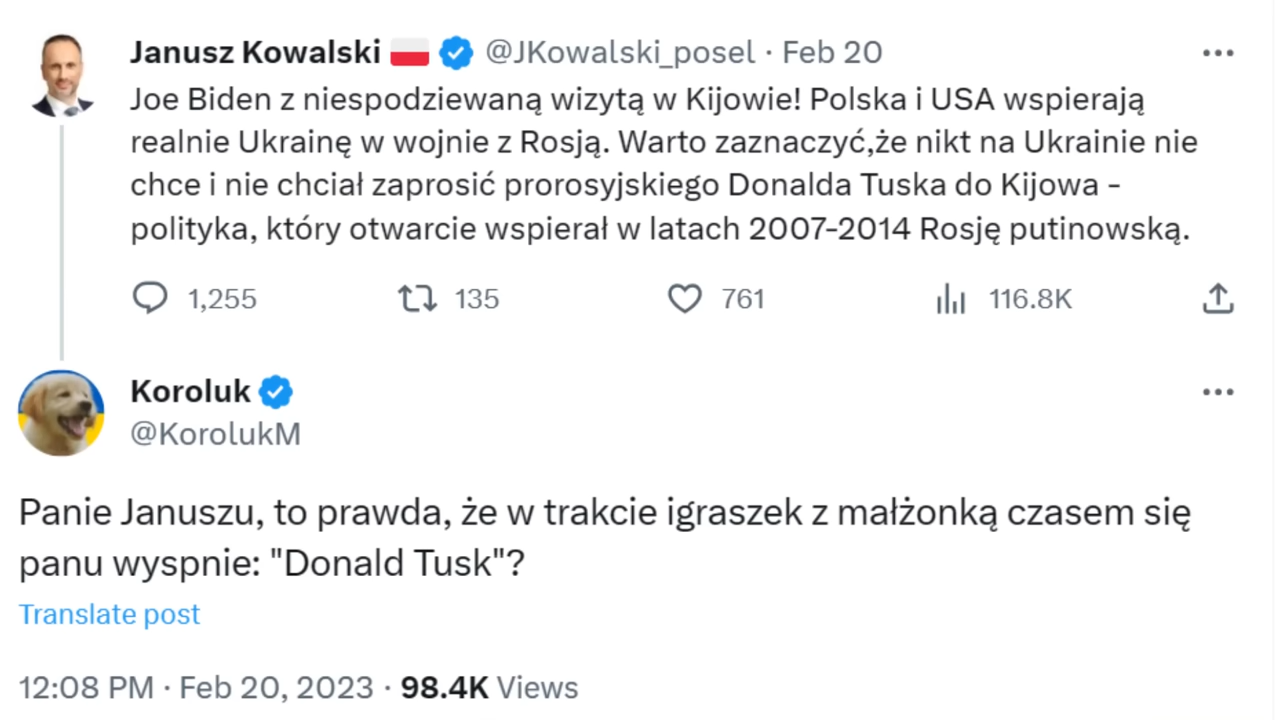 Janusz Kowalski @JKowalski_posel · Feb 20
Joe Biden z niespodziewaną wizytą w Kijowie! Polska i USA wspierają
realnie Ukrainę w wojnie z Rosją. Warto zaznaczyć,że nikt na Ukrainie nie
chce i nie chciał zaprosić prorosyjskiego Donalda Tuska do Kijowa -
polityka, który otwarcie wspierał w latach 2007-2014 Rosję putinowską.
1,255 135 761 116.8K
Koroluk
@KorolukM
Panie Januszu, to prawda, że w trakcie igraszek z małżonką czasem się
panu wyspnie: "Donald Tusk"?
Translate post
12:08 PM · Feb 20, 2023 · 98.4K Views